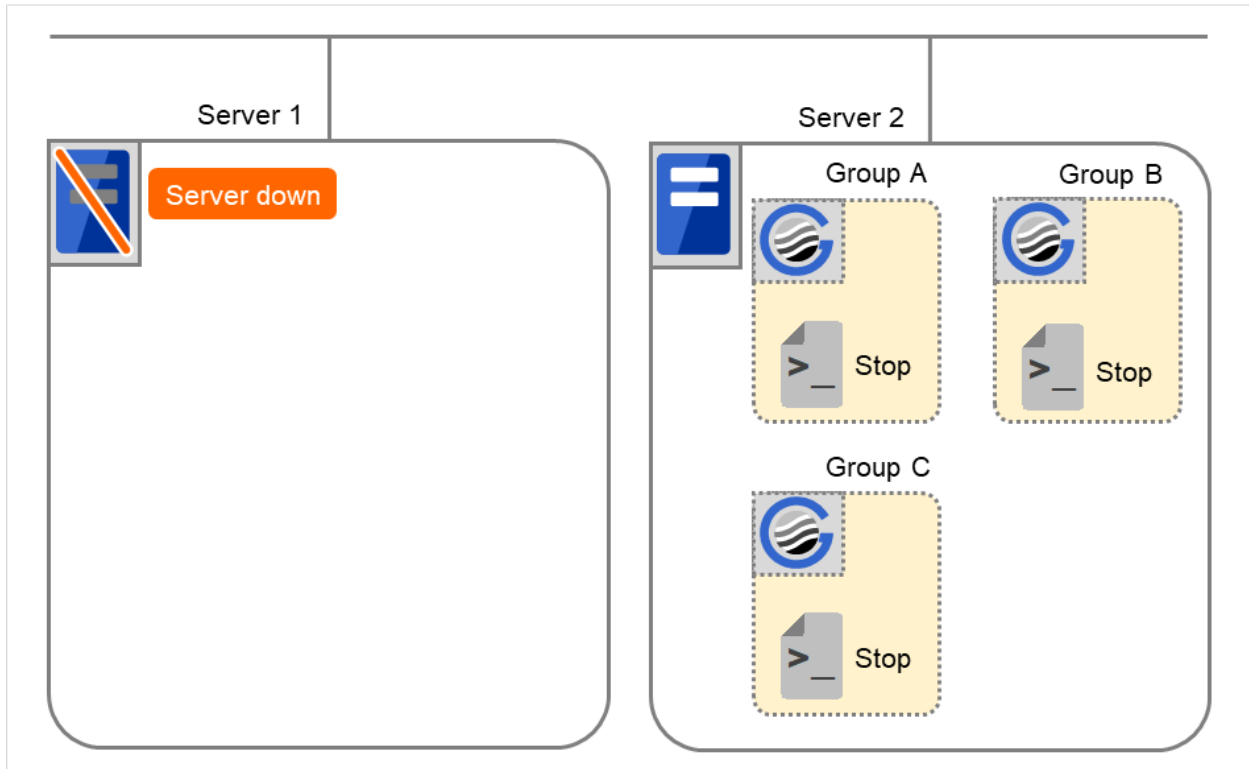 Server 1
Server down
Server 2
Group A
Group B
>_ Stop
>_ Stop
Group C
>_ Stop